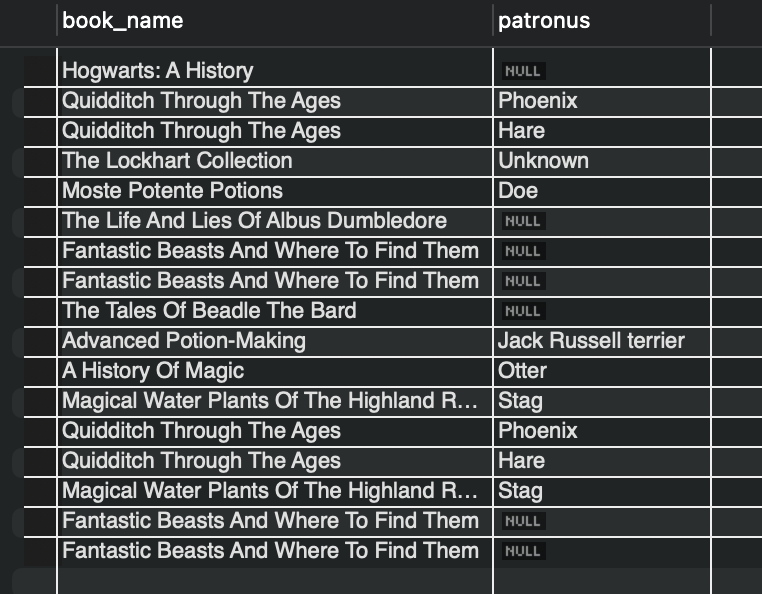 book_name patronus
Hogwarts: A History NULL
Quidditch Through The Ages Phoenix
Quidditch Through The Ages Hare
The Lockhart Collection Unknown
Moste Potente Potions Doe
The Life And Lies Of Albus Dumbledore NULL
Fantastic Beasts And Where To Find Them NULL
Fantastic Beasts And Where To Find Them NULL
The Tales Of Beadle The Bard NULL
Advanced Potion-Making Jack Russell terrier
A History Of Magic Otter
Magical Water Plants Of The Highland R... Stag
Quidditch Through The Ages Phoenix
Quidditch Through The Ages Hare
Magical Water Plants Of The Highland R... Stag
Fantastic Beasts And Where To Find Them NULL
Fantastic Beasts And Where To Find Them NULL